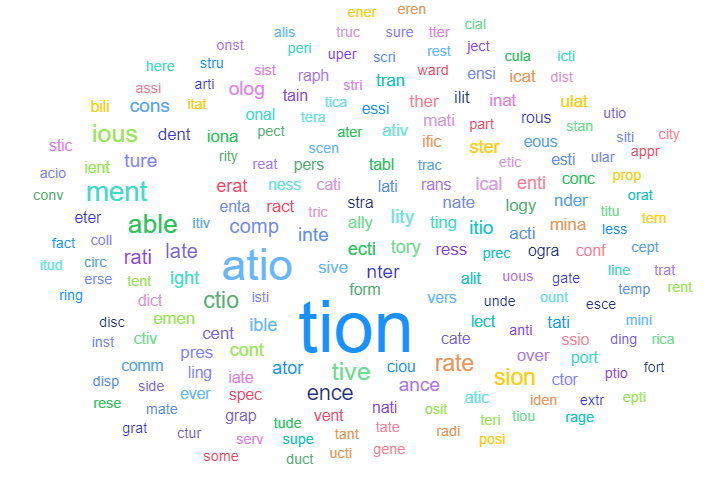 ener eren
alis truc sure tter cial
onst peri uper scri rest ject cula icti
here stru sist raph tran ward ensi icat dist
assi arti olog tain stri ther ilit inat ulat
bili cons itat onal tera tica essi mati part rous stan utio
stic ious dent iona pect ater ativ ific ster eous siti city
acio ient ture rity reat scen pers tabl trac etic esti ular appr
conv ment erat ness cati lati rans ical enti conc prop
eter able itiv enta ract tric stra ally lity nate logy nder titu orat
fact coll rati late comp inte ecti tory ting itio acti mina less tern
itud circ ight atio sive nter ress prec ogra conf cept
erse tent dict ctio isti form alit uous gate line temp trat rent
ring disc emen ible tion vers unde ount esce mini
inst ctiv cent cont lect cate anti tati ssio ding rica
disp comm pres ling iate ator tive ciou rate over port ptio fort
rese side ever spec ence ance sion ctor iden extr epti
grat mate ctur grap tude vent nati osit atic teri tiou rage
some serv supe tant tate radi posi
duct ucti gene